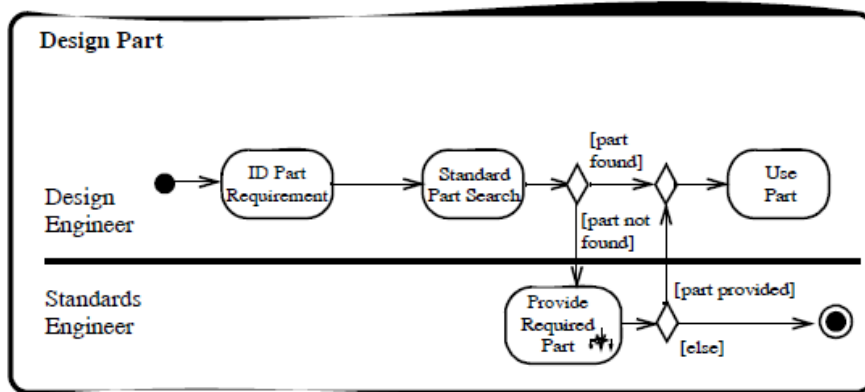 Design Part
ID Part
Requirement
Standard
Part Search
[part
found]
Use
Part
Design
Engineer
[part not
found]
Standards
Engineer
Provide
Required
Part
[part provided]
[else]